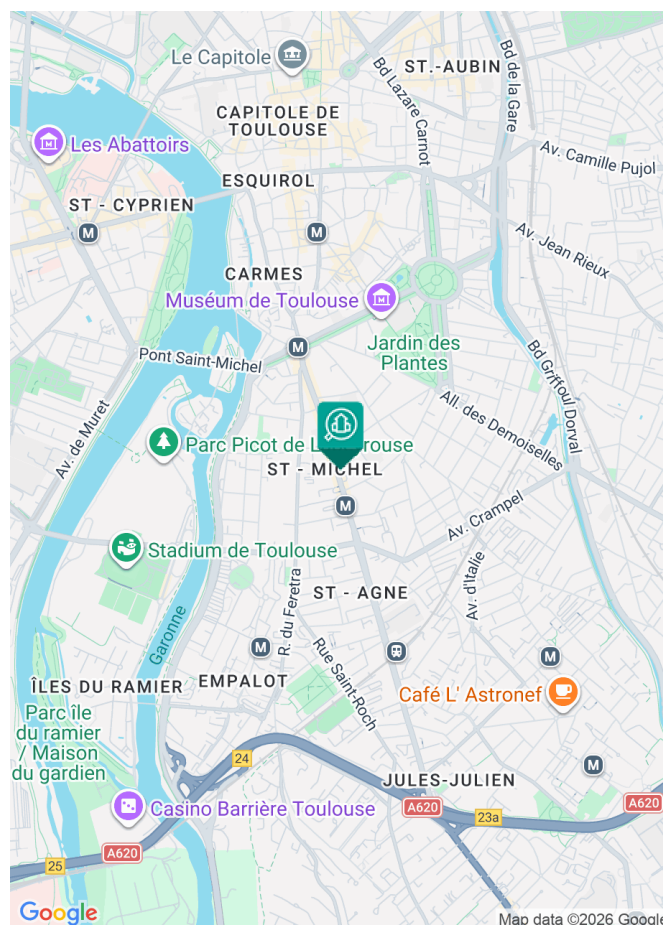 Le Capitole
ST.-AUBIN
Bd de la Gare
Bd Lazare Carnot
CAPITOLE DE
TOULOUSE
Les Abattoirs
Av. Camille Pujol
ESQUIROL
ST - CYPRIEN
M
M
Av. Jean Rieux
CARMES
Muséum de Toulouse
M
Jardin des
Plantes
Pont Saint-Michel
Bd Griffoul Dorval
All. des Demoiselles
Av. de Muret
Parc Picot de L
rouse
ST - MICHEL
M
Av. Crampel
Stadium de Toulouse
Av. d'Italie
ST - AGNE
R. du Feretra
Garonne
Rue Saint-Roch
M
M
ÎLES DU RAMIER
EMPALOT
Café L' Astronef
Parc île
du ramier
/ Maison
du gardien
24
M
JULES-JULIEN
Casino Barrière Toulouse
A620
A620
23a
A620
25
Google
Map data ©2026 Google